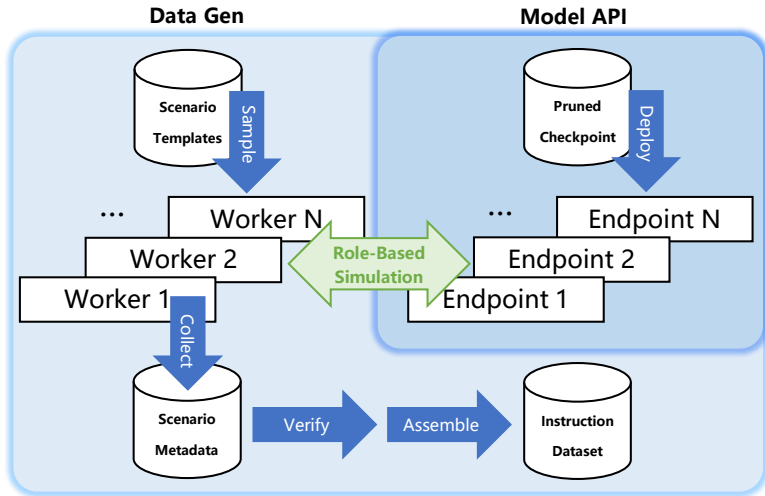 Data Gen
Model API
Scenario
Templates
Sample
Pruned
Checkpoint
Deploy
...
Worker N
Worker 2
Worker 1
Role-Based
Simulation
...
Endpoint N
Endpoint 2
Endpoint 1
Collect
Scenario
Metadata
Verify
Assemble
Instruction
Dataset